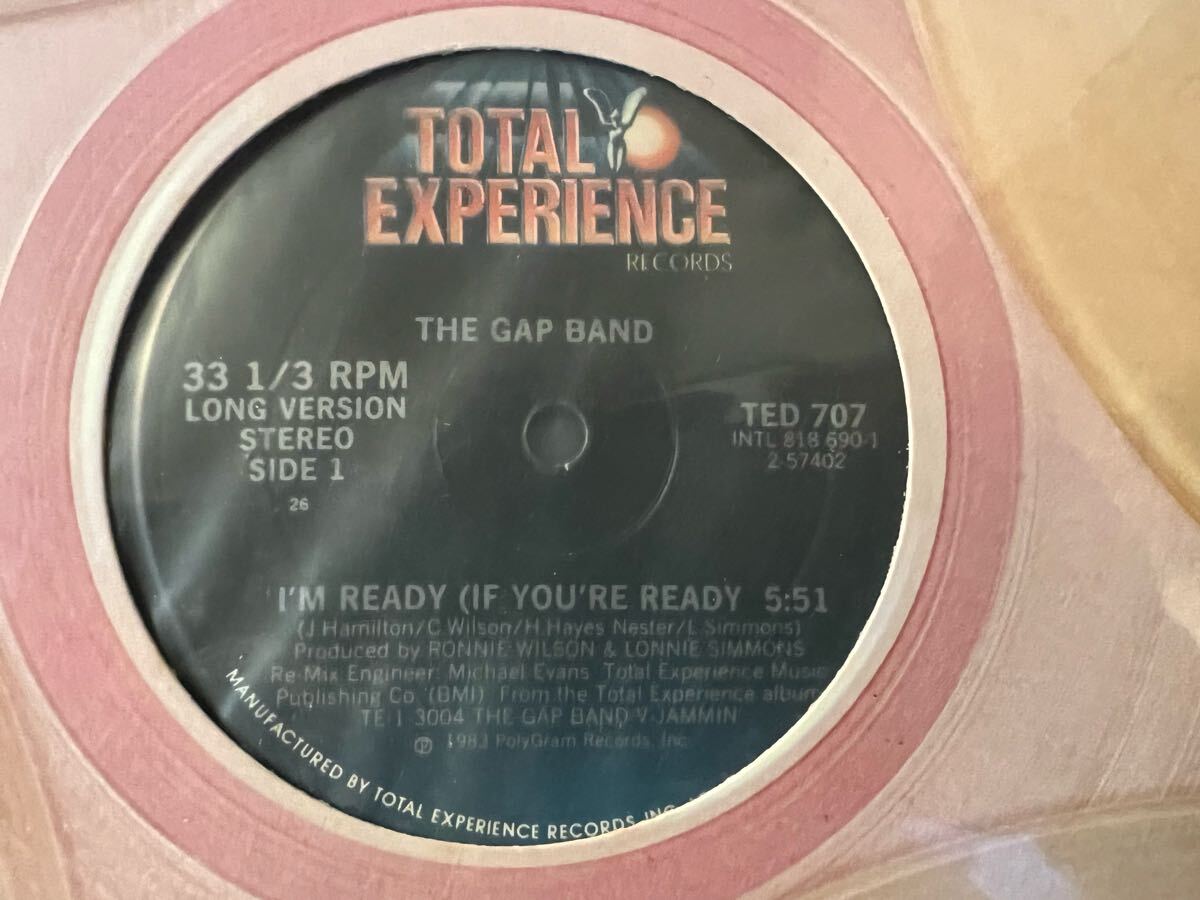 TOTAL
EXPERIENCE
RECORDS
THE GAP BAND
33 1/3 RPM
LONG VERSION
STEREO
SIDE 1
26
TED 707
INTL 818 690-1
2-57402
I'M READY (IF YOU'RE READY 5:51
(J. Hamilton/C. Wilson/H. Hayes Nester/L. Simmons)
Produced by RONNIE WILSON & LONNIE SIMMONS
Re-Mix Engineer: Michael Evans Total Experience Music
Publishing Co. (BMI) From the Total Experience album
TE-1-3004 THE GAP BAND V JAMMIN'
℗ 1983 PolyGram Records, Inc.
MANUFACTURED BY TOTAL EXPERIENCE RECORDS, INC.